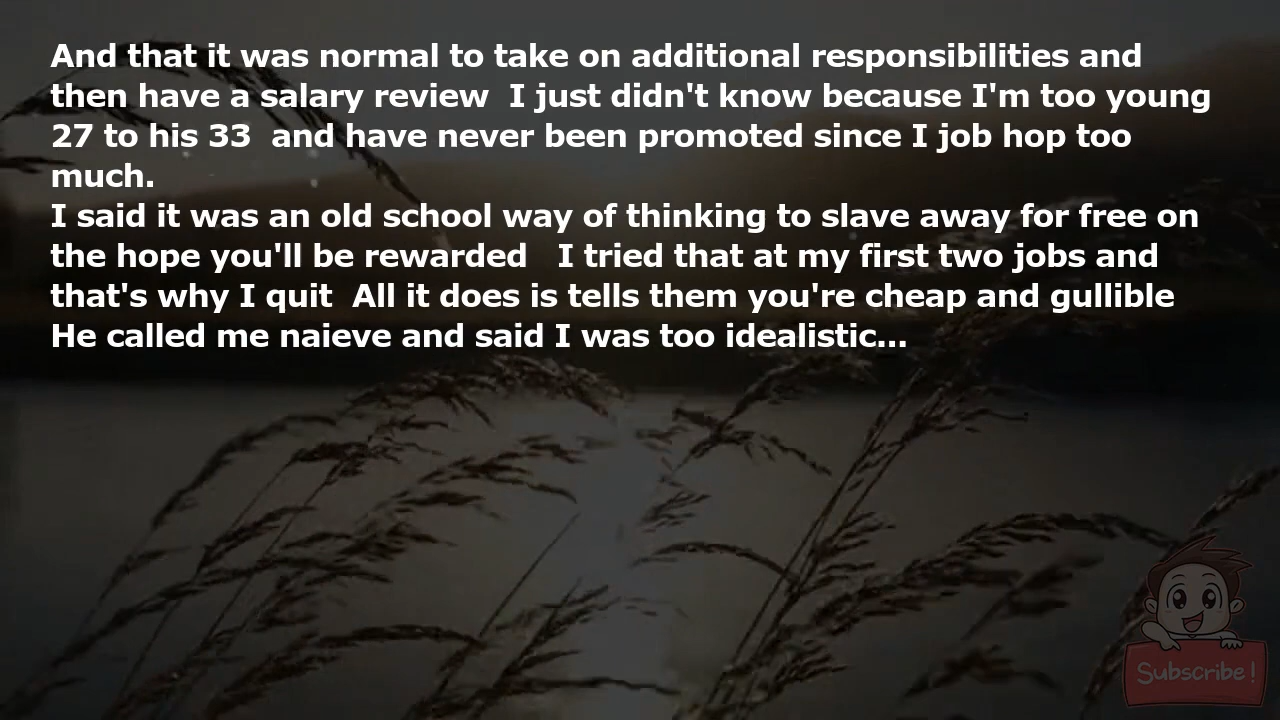 And that it was normal to take on additional responsibilities and
then have a salary review  I just didn't know because I'm too young
27 to his 33  and have never been promoted since I job hop too
much.
I said it was an old school way of thinking to slave away for free on
the hope you'll be rewarded   I tried that at my first two jobs and
that's why I quit  All it does is tells them you're cheap and gullible
He called me naieve and said I was too idealistic...
Subscribe!